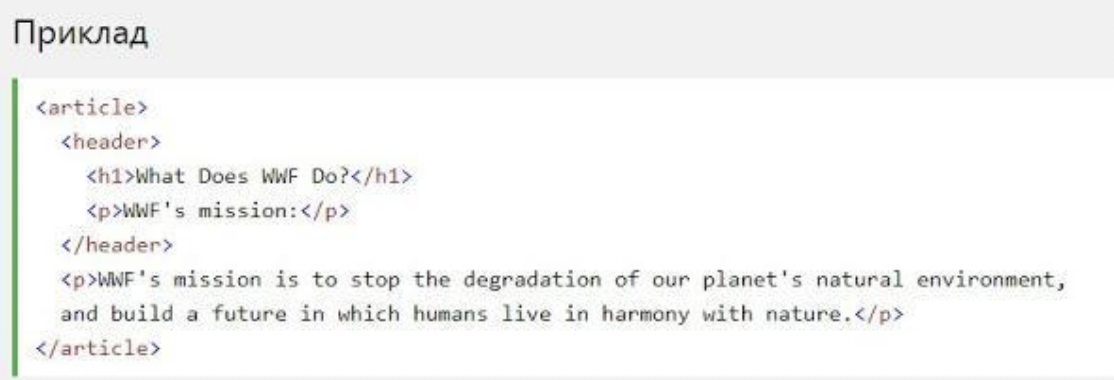 Приклад
<article>
<header>
<h1>What Does WWF Do?</h1>
<p>WWF's mission:</p>
</header>
<p>WWF's mission is to stop the degradation of our planet's natural environment,
and build a future in which humans live in harmony with nature.</p>
</article>